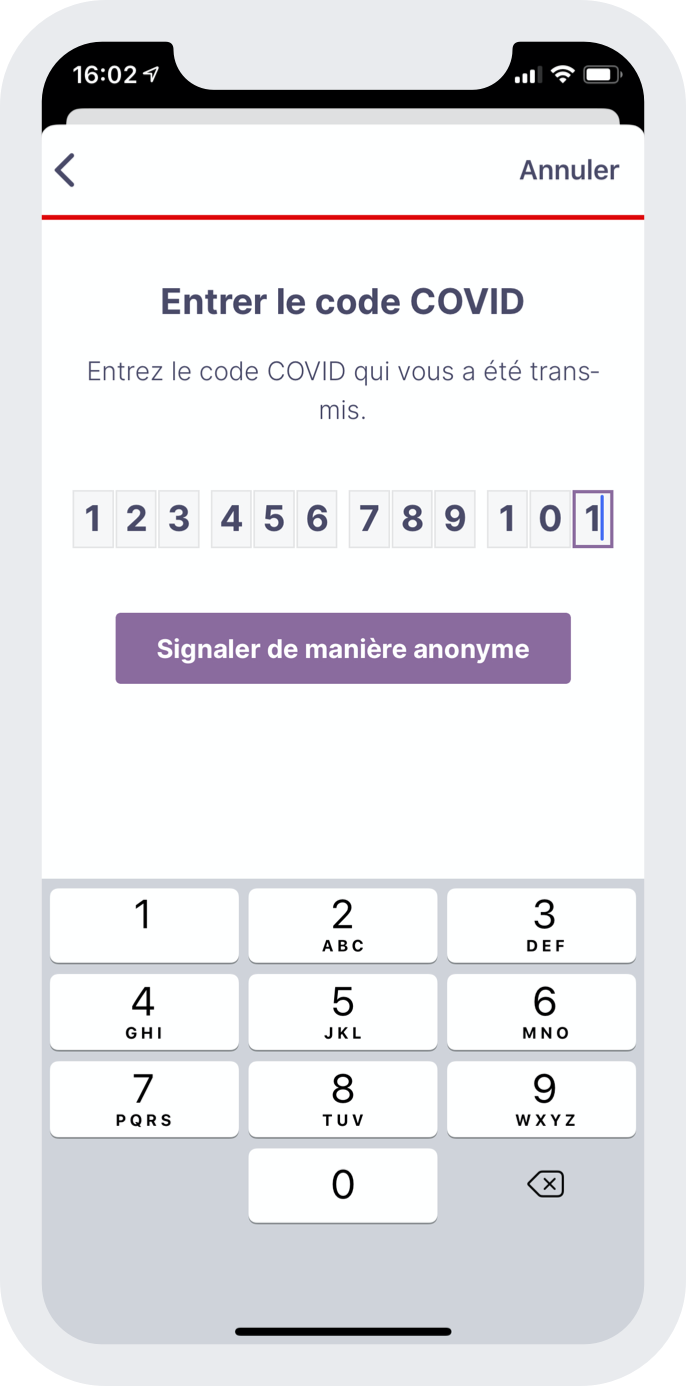 16:02
Annuler
Entrer le code COVID
Entrez le code COVID qui vous a été trans-
mis.
1 2 3 4 5 6 7 8 9 1 0 1
Signaler de manière anonyme
1 2 3
ABC DEF
4 5 6
GHI JKL MNO
7 8 9
PQRS TUV WXYZ
0